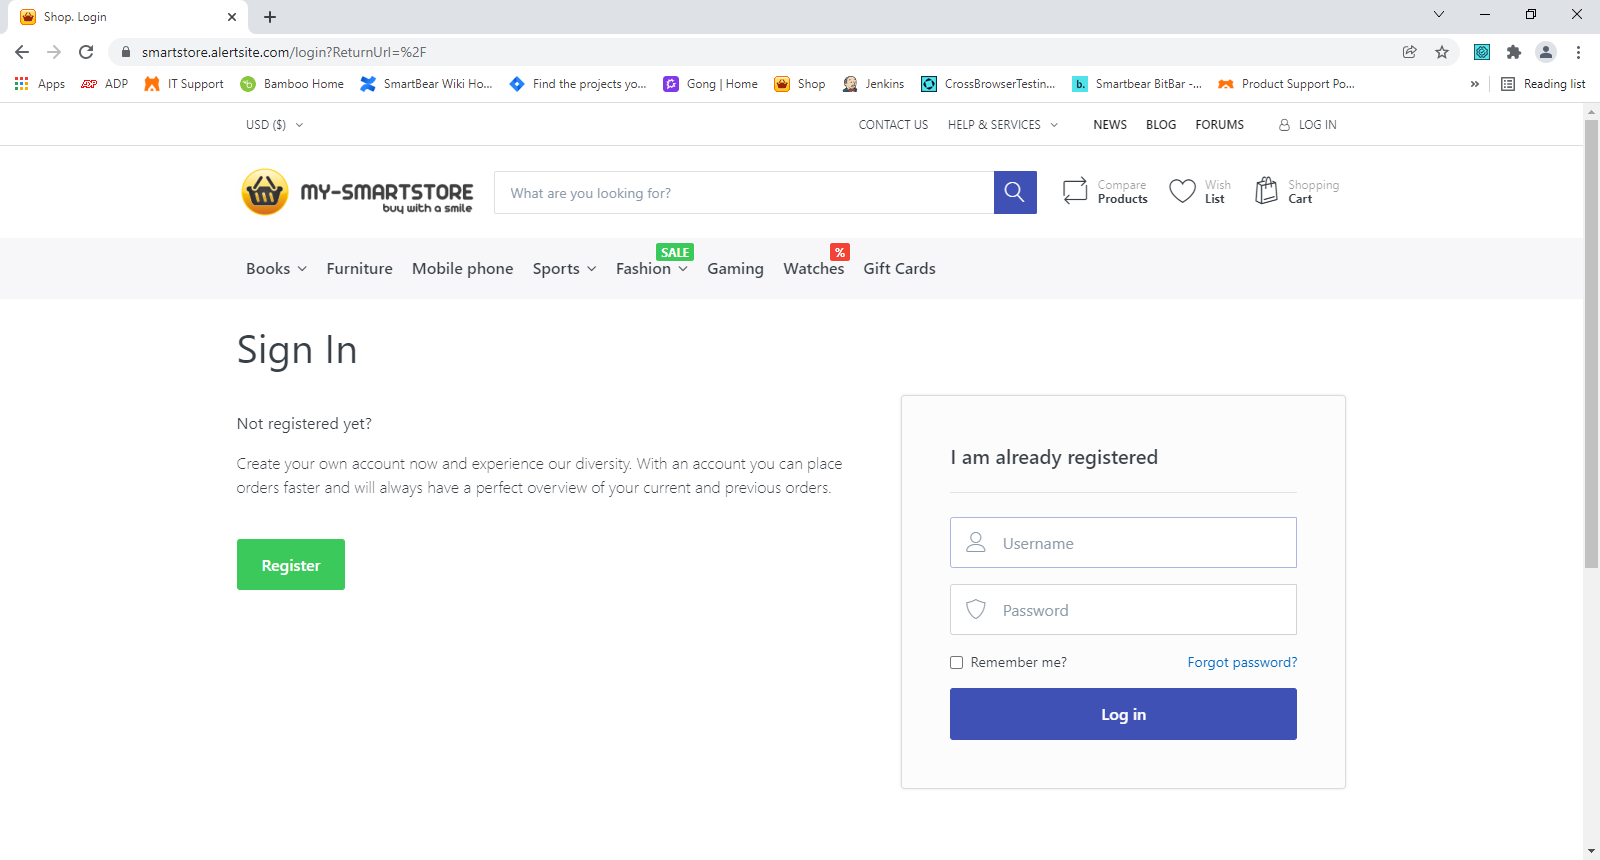 Shop. Login
smartstore.alertsite.com/login?ReturnUrl=%2F
Apps ADP IT Support Bamboo Home SmartBear Wiki Ho... Find the projects yo... Gong | Home Shop Jenkins CrossBrowserTestin... b. Smartbear BitBar -... Product Support Po... » Reading list
USD ($) CONTACT US HELP & SERVICES NEWS BLOG FORUMS LOG IN
MY-SMARTSTORE
buy with a smile
What are you looking for?
Compare
Products
Wish
List
Shopping
Cart
SALE %
Books Furniture Mobile phone Sports Fashion Gaming Watches Gift Cards
Sign In
Not registered yet?
Create your own account now and experience our diversity. With an account you can place
orders faster and will always have a perfect overview of your current and previous orders.
Register
I am already registered
Username
Password
Remember me? Forgot password?
Log in